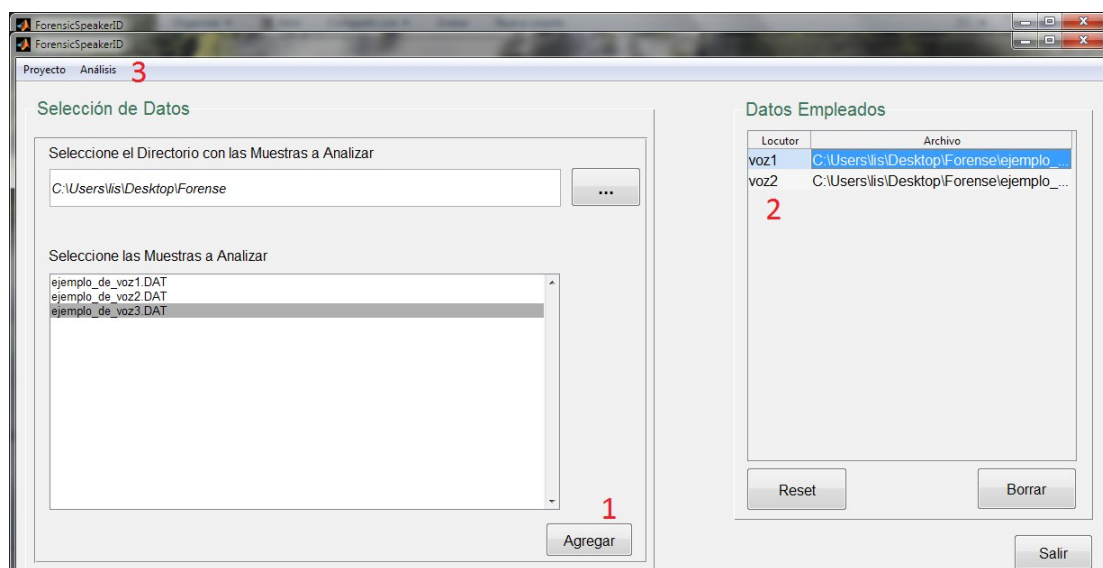 ForensicSpeakerID
ForensicSpeakerID
Proyecto Análisis 3
Selección de Datos
Seleccione el Directorio con las Muestras a Analizar
C:\Users\lis\Desktop\Forense
...
Seleccione las Muestras a Analizar
ejemplo_de_voz1.DAT
ejemplo_de_voz2.DAT
ejemplo_de_voz3.DAT
1
Agregar
Datos Empleados
Locutor Archivo
voz1 C:\Users\lis\Desktop\Forense\ejemplo_...
voz2 C:\Users\lis\Desktop\Forense\ejemplo_...
2
Reset Borrar
Salir